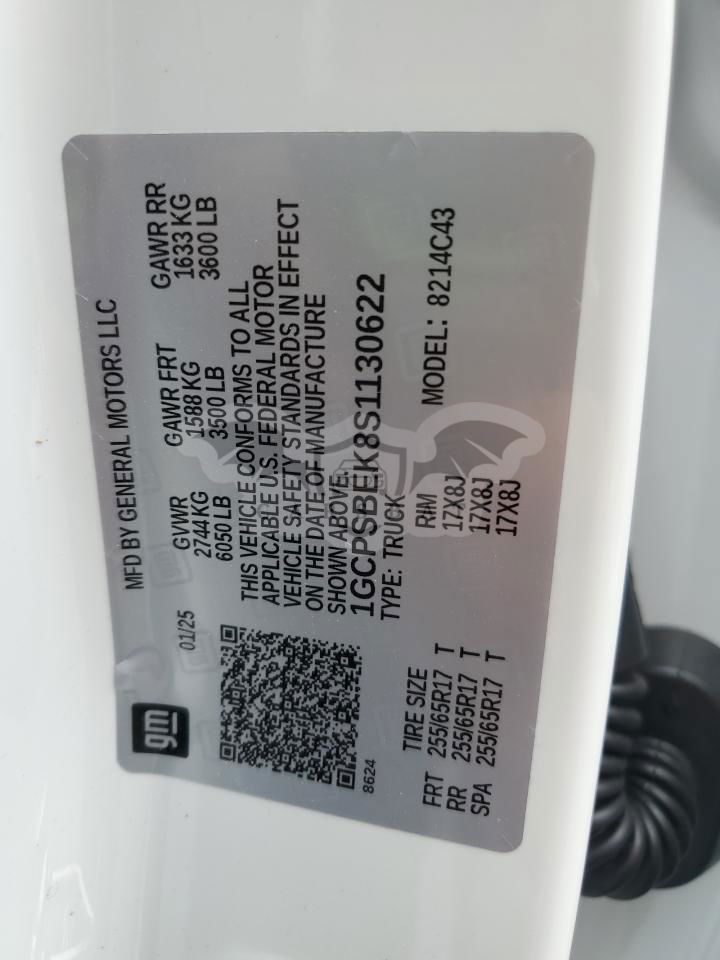 MFD BY GENERAL MOTORS LLC
gm
01/25
GVWR GAWR FRT GAWR RR
2744 KG 1588 KG 1633 KG
6050 LB 3500 LB 3600 LB
THIS VEHICLE CONFORMS TO ALL
APPLICABLE U.S. FEDERAL MOTOR
VEHICLE SAFETY STANDARDS IN EFFECT
ON THE DATE OF MANUFACTURE
SHOWN ABOVE.
1GCPSBEK8S1130622
TYPE: TRUCK MODEL: 8214C43
8624
TIRE SIZE RIM
FRT 255/65R17 T 17X8J
RR 255/65R17 T 17X8J
SPA 255/65R17 T 17X8J